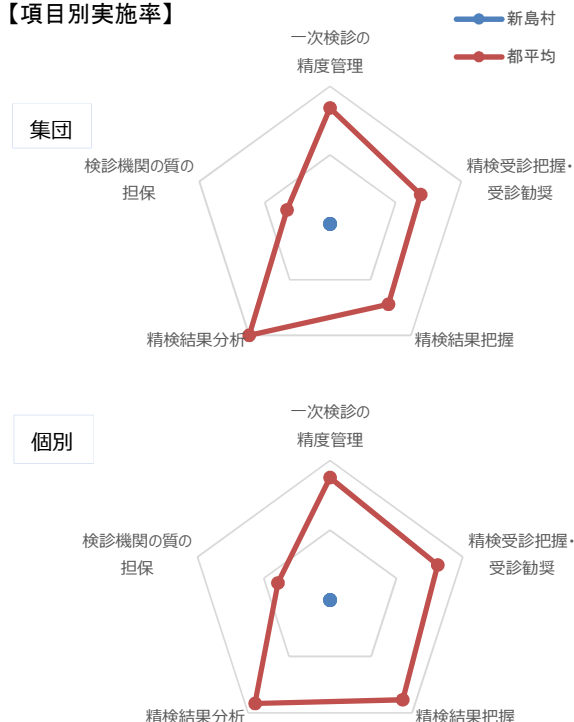 【項目別実施率】
新島村
都平均
集団
一次検診の
精度管理
精検受診把握・
受診勧奨
精検結果把握
精検結果分析
検診機関の質の
担保
個別
一次検診の
精度管理
精検受診把握・
受診勧奨
精検結果把握
精検結果分析
検診機関の質の
担保